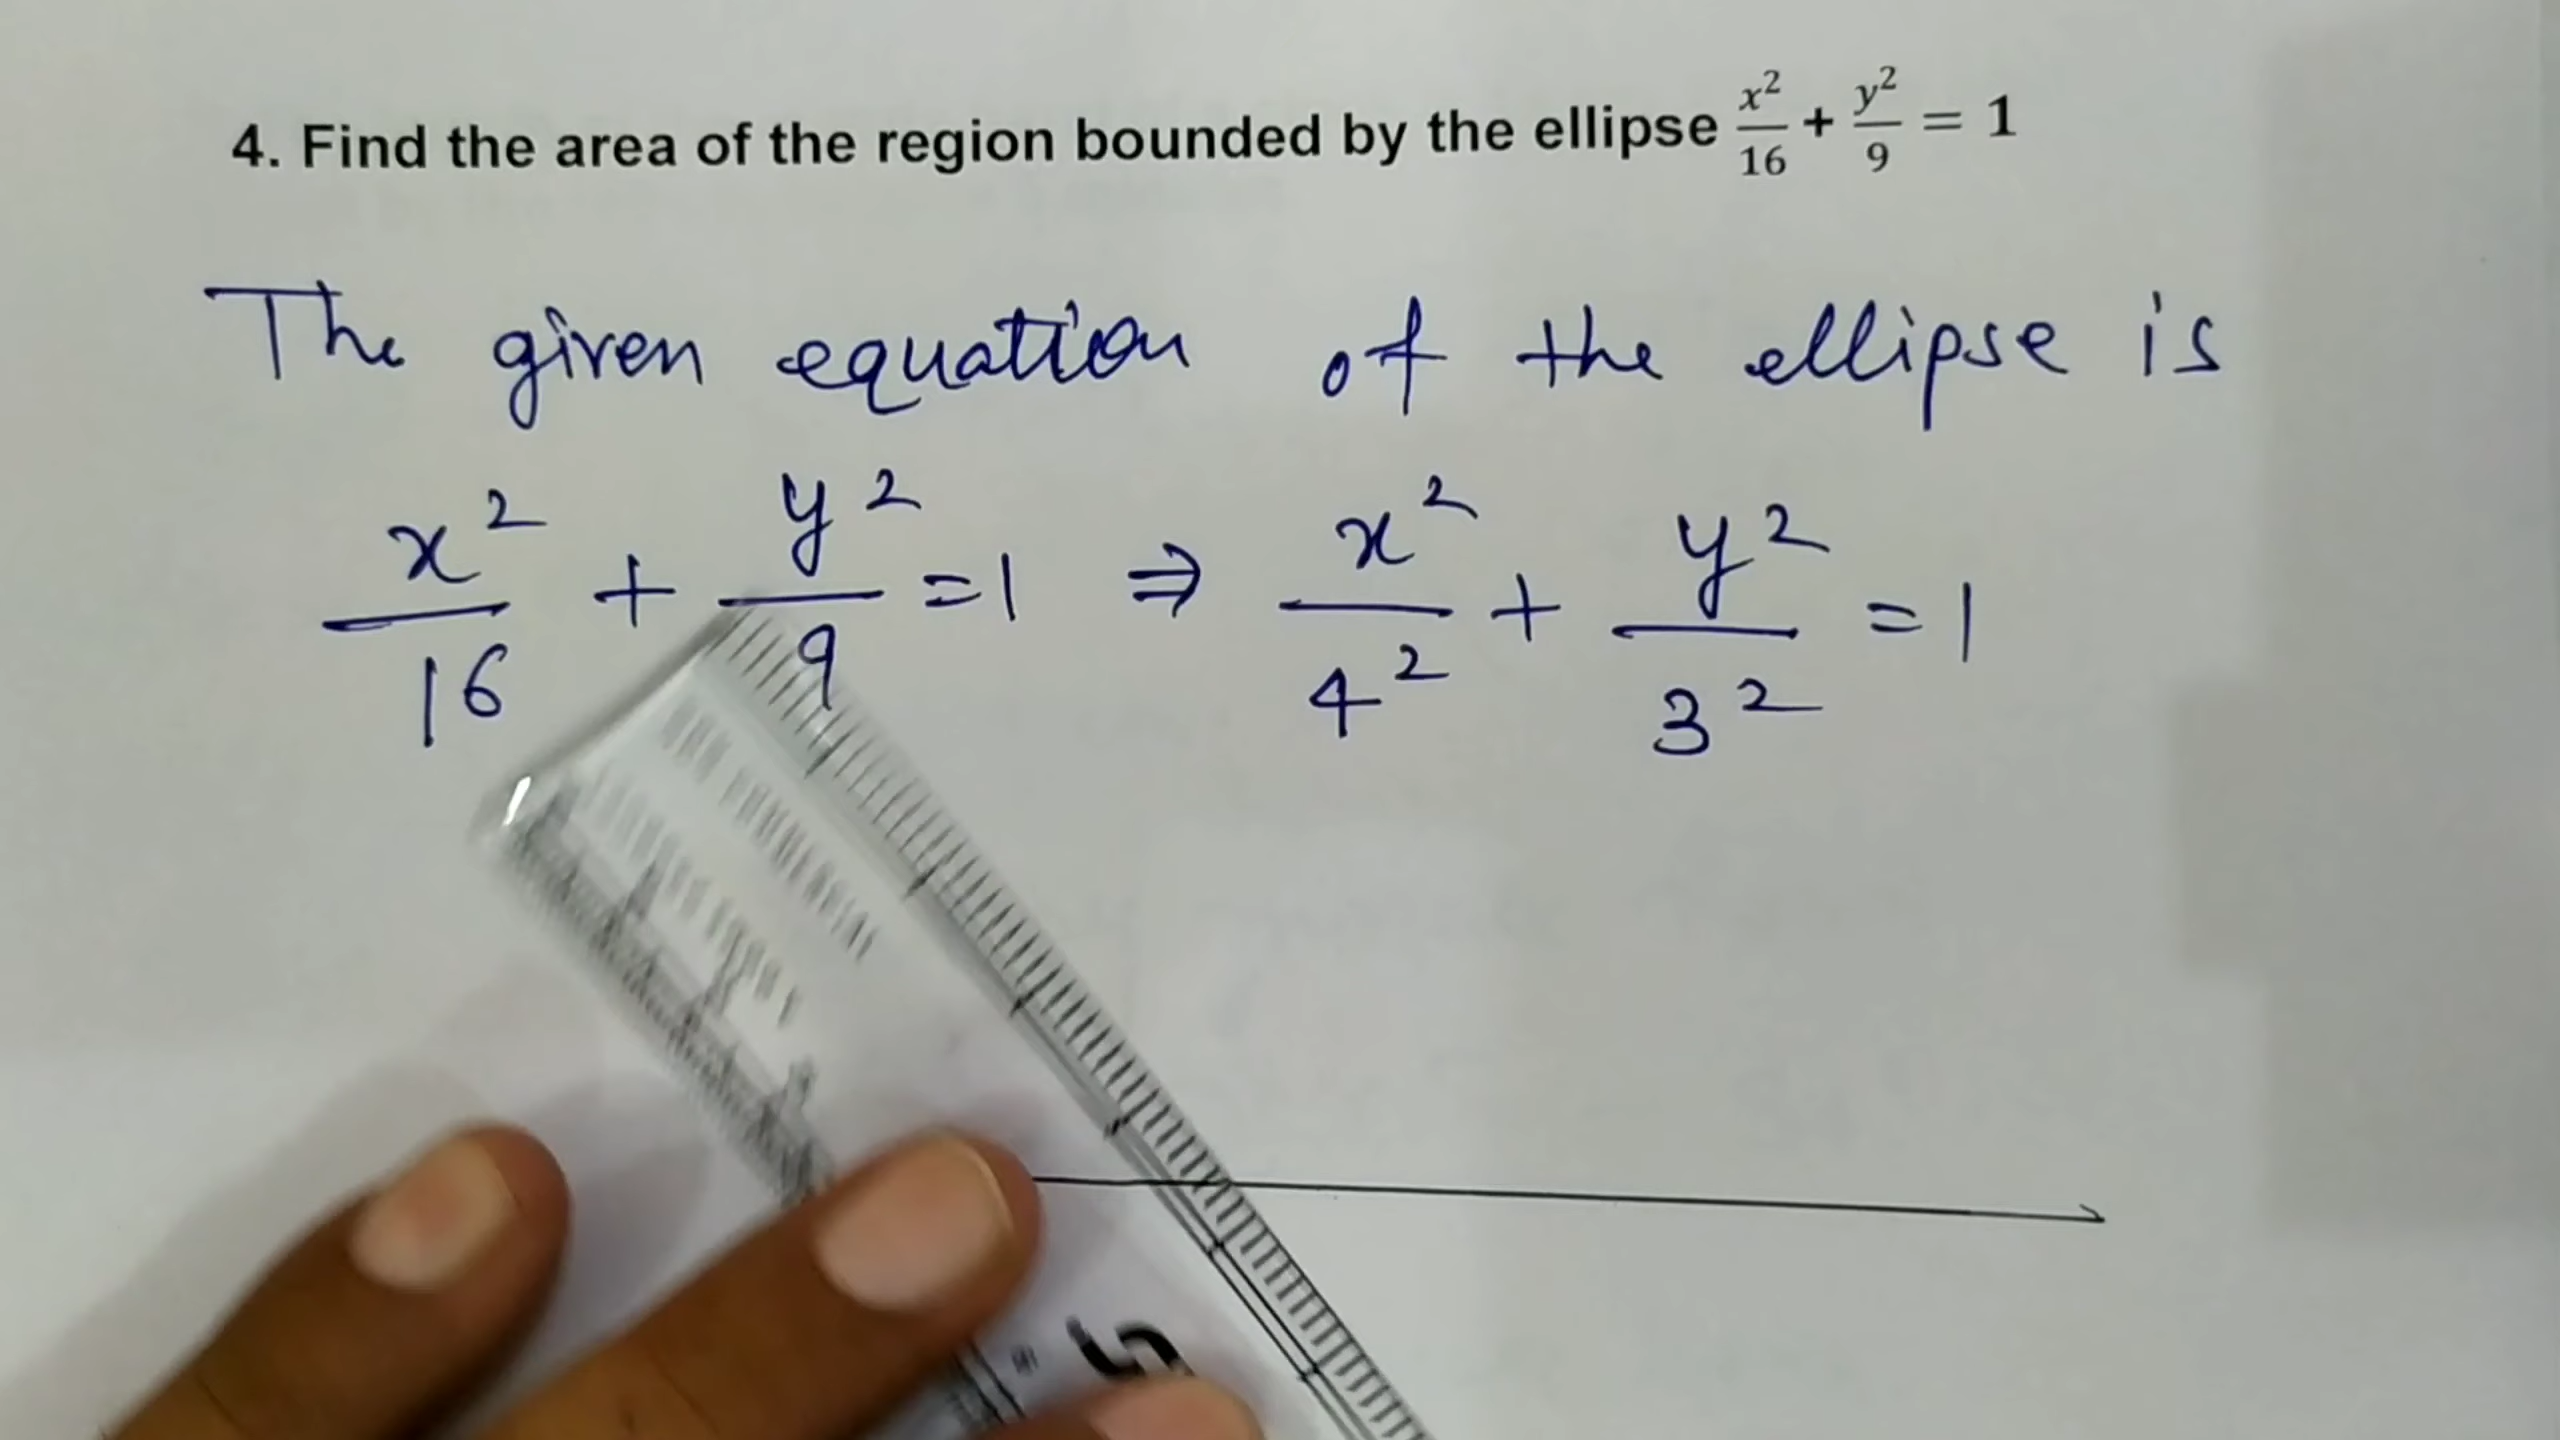 4. Find the area of the region bounded by the ellipse x²/16 + y²/9 = 1
The given equation of the ellipse is
x²/16 + y²/9 = 1 ⇒ x²/4² + y²/3² = 1